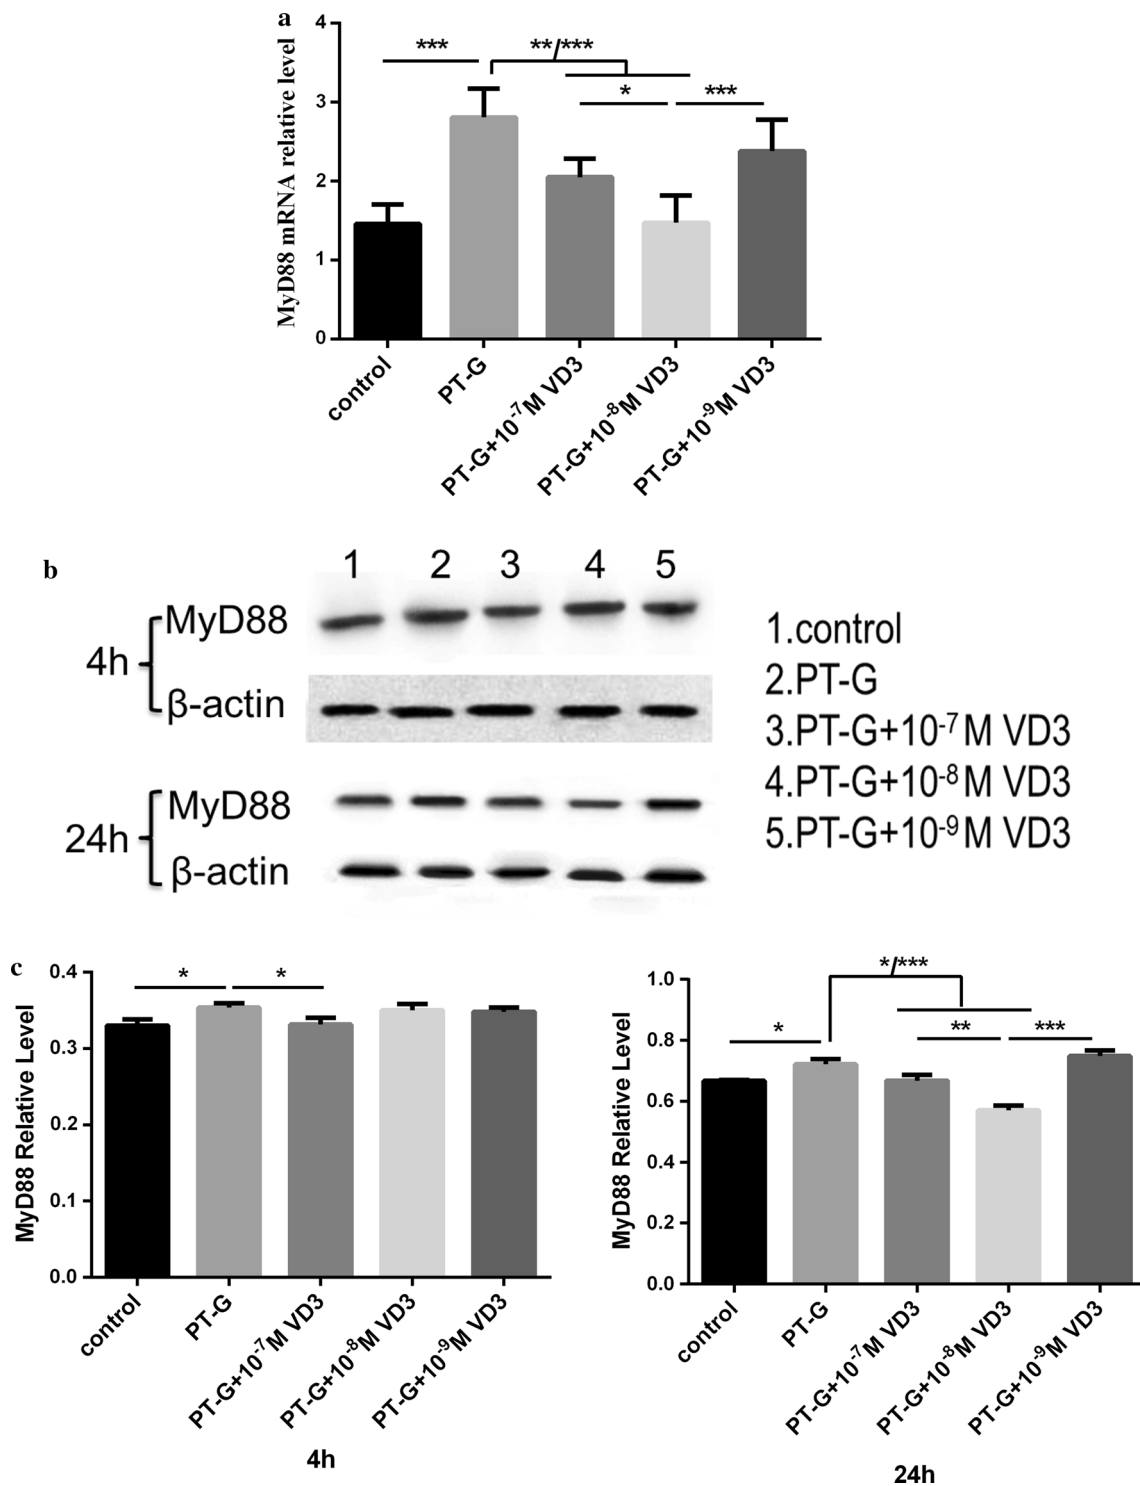 a
MyD88 mRNA relative level
4
3
2
1
0
***
**/***
*
***
control
PT-G
PT-G+10-7M VD3
PT-G+10-8M VD3
PT-G+10-9M VD3
b
1 2 3 4 5
4h
MyD88
β-actin
24h
MyD88
β-actin
1.control
2.PT-G
3.PT-G+10-7 M VD3
4.PT-G+10-8 M VD3
5.PT-G+10-9 M VD3
c
MyD88 Relative Level
0.4
0.3
0.2
0.1
0.0
*
*
control
PT-G
PT-G+10-7M VD3
PT-G+10-8M VD3
PT-G+10-9M VD3
4h
MyD88 Relative Level
1.0
0.8
0.6
0.4
0.2
0.0
*
*/***
**
***
control
PT-G
PT-G+10-7M VD3
PT-G+10-8M VD3
PT-G+10-9M VD3
24h